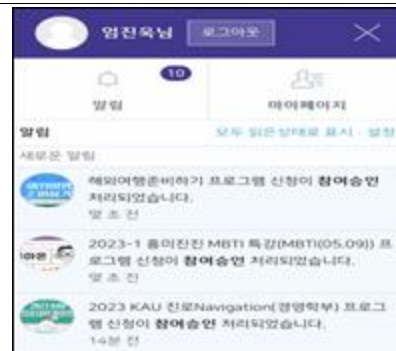 엄진욱님 로그아웃
10
알림 마이페이지
알림 모두 읽은상태로 표시 · 설정
새로운 알림
해외여행준비하기 프로그램 신청이 참여승인
처리되었습니다.
몇 초 전
2023-1 흥미진진 MBTI 특강(MBTI(05.09)) 프
로그램 신청이 참여승인 처리되었습니다.
몇 초 전
2023 KAU 진로Navigation(경영학부) 프로그
램 신청이 참여승인 처리되었습니다.
14분 전